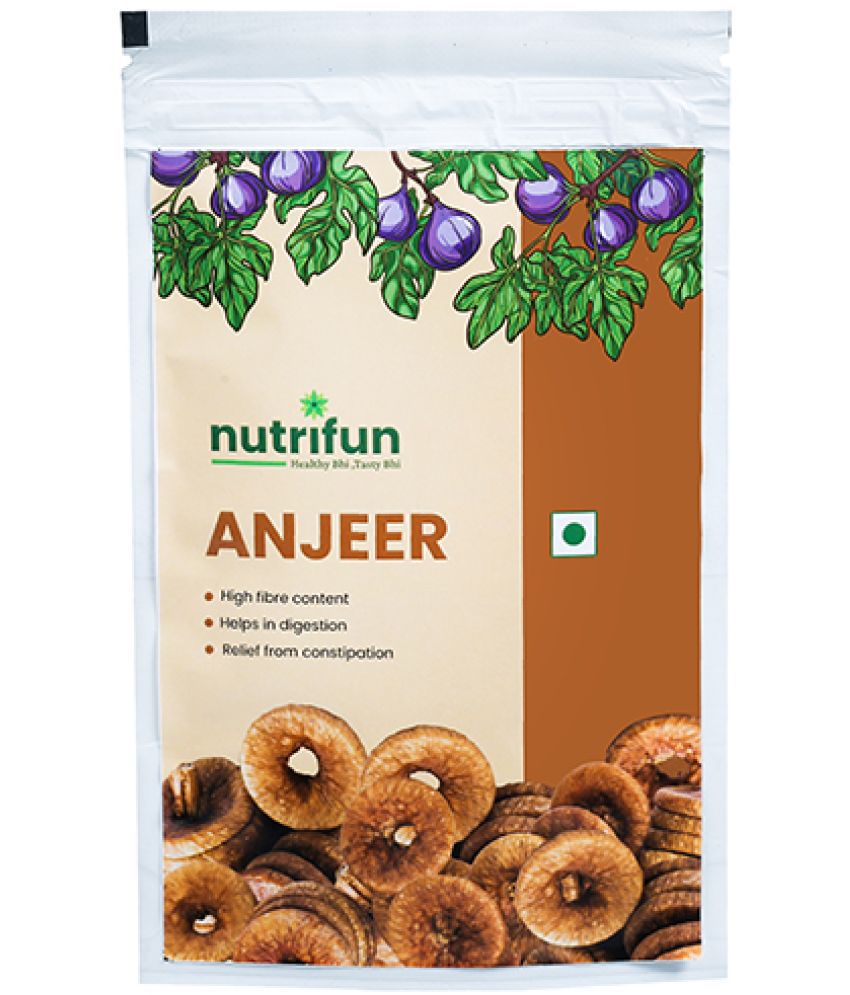 nutrifun
Healthy Bhi ,Tasty Bhi
ANJEER
High fibre content
Helps in digestion
Relief from constipation